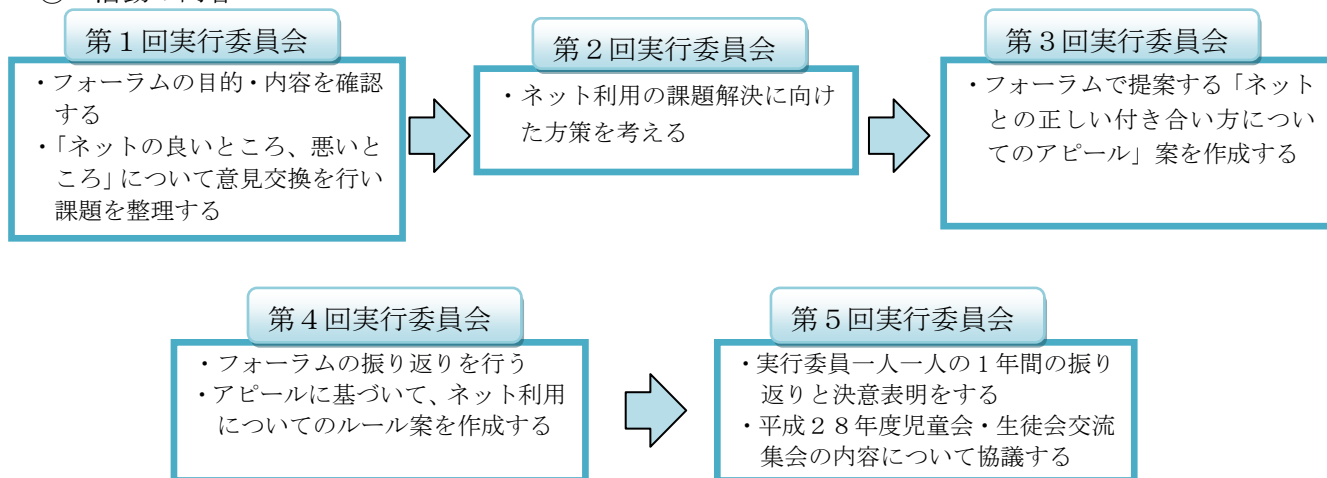 第１回実行委員会
・フォーラムの目的・内容を確認
する
・「ネットの良いところ、悪いと
ころ」について意見交換を行い
課題を整理する
第２回実行委員会
・ネット利用の課題解決に向け
た方策を考える
第３回実行委員会
・フォーラムで提案する「ネット
との正しい付き合い方につい
てのアピール」案を作成する
第４回実行委員会
・フォーラムの振り返りを行う
・アピールに基づいて、ネット利用
についてのルール案を作成する
第５回実行委員会
・実行委員一人一人の１年間の振り
返りと決意表明をする
・平成２８年度児童会・生徒会交流
集会の内容について協議する